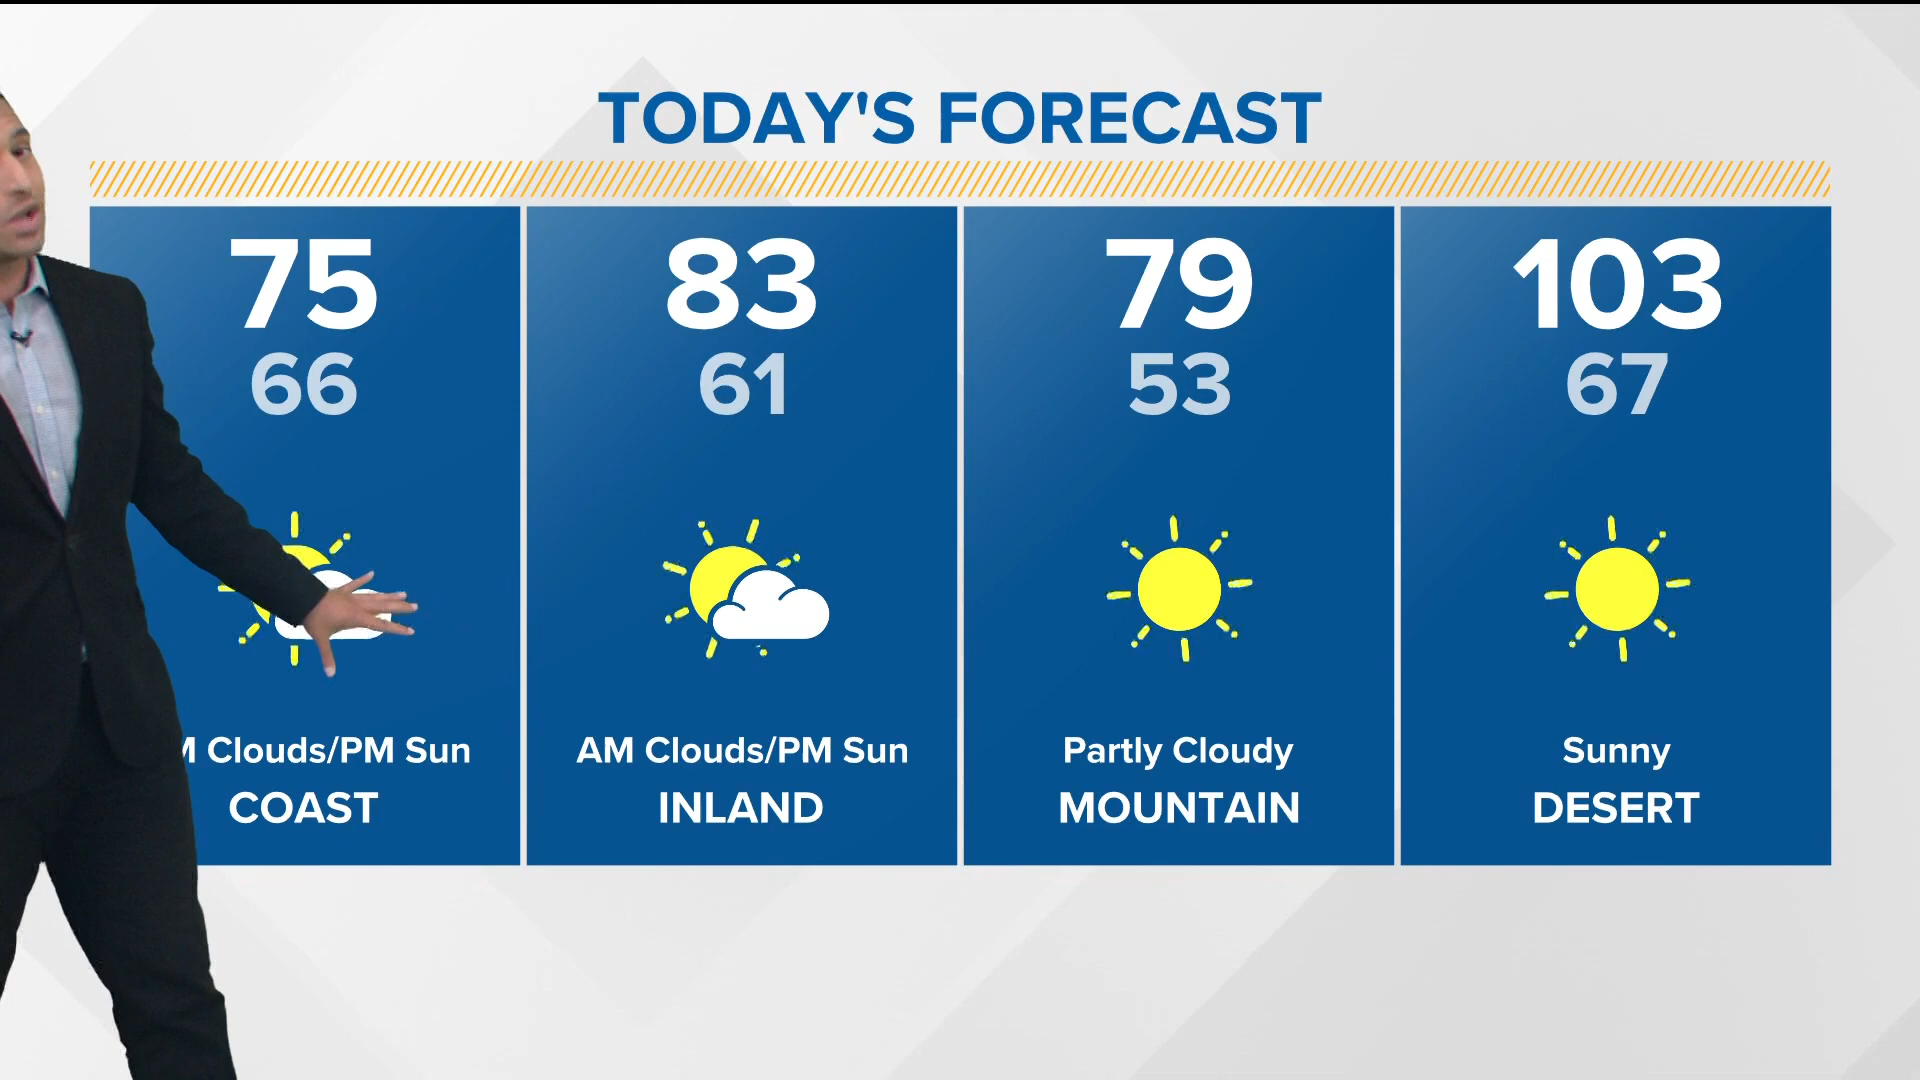 TODAY'S FORECAST
75
66
M Clouds/PM Sun
COAST
83
61
AM Clouds/PM Sun
INLAND
79
53
Partly Cloudy
MOUNTAIN
103
67
Sunny
DESERT